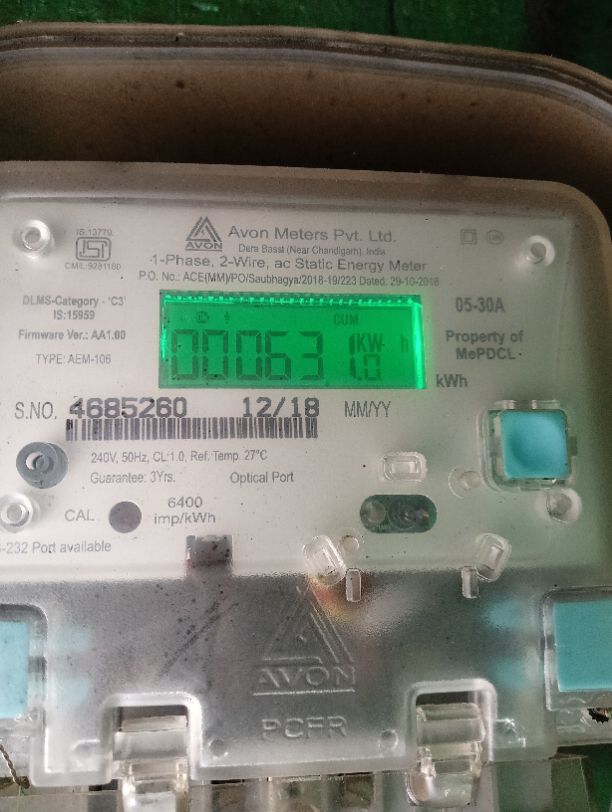 IS:13779.
ISI
CM/L:9281180
AVON
Avon Meters Pvt. Ltd.
Dera Bassi (Near Chandigarh), India
1-Phase, 2-Wire, ac Static Energy Meter
P.O. No.: ACE(MM)/PO/Saubhagya/2018-19/223 Dated: 29-10-2018
DLMS-Category - 'C3'
IS:15959
Firmware Ver.: AA1.00
TYPE: AEM-106
CUM
KW h
05-30A
Property of
MePDCL
kWh
S.NO. 4685260 12/18 MM/YY
240V, 50Hz, CL:1.0, Ref. Temp. 27°C
Guarantee: 3Yrs. Optical Port
CAL. 6400
imp/kWh
-232 Port available
AVON